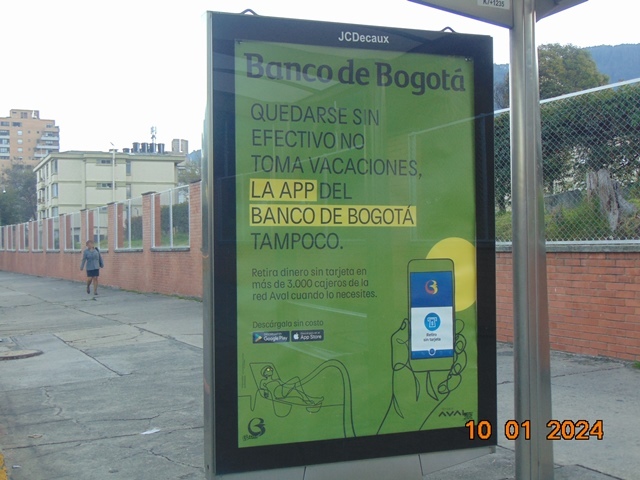 K7+1235
JCDecaux
Banco de Bogotá
QUEDARSE SIN
EFECTIVO NO
TOMA VACACIONES,
LA APP DEL
BANCO DE BOGOTÁ
TAMPOCO.
Retira dinero sin tarjeta en
más de 3.000 cajeros de la
red Aval cuando lo necesites.
Descárgala sin costo
Google Play
App Store
Retiro
sin tarjeta
AVAL
10 01 2024